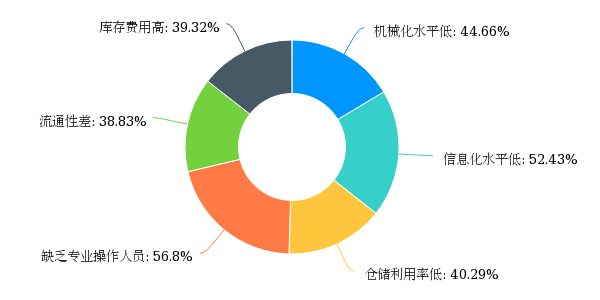 库存费用高: 39.32%
机械化水平低: 44.66%
流通性差: 38.83%
信息化水平低: 52.43%
缺乏专业操作人员: 56.8%
仓储利用率低: 40.29%